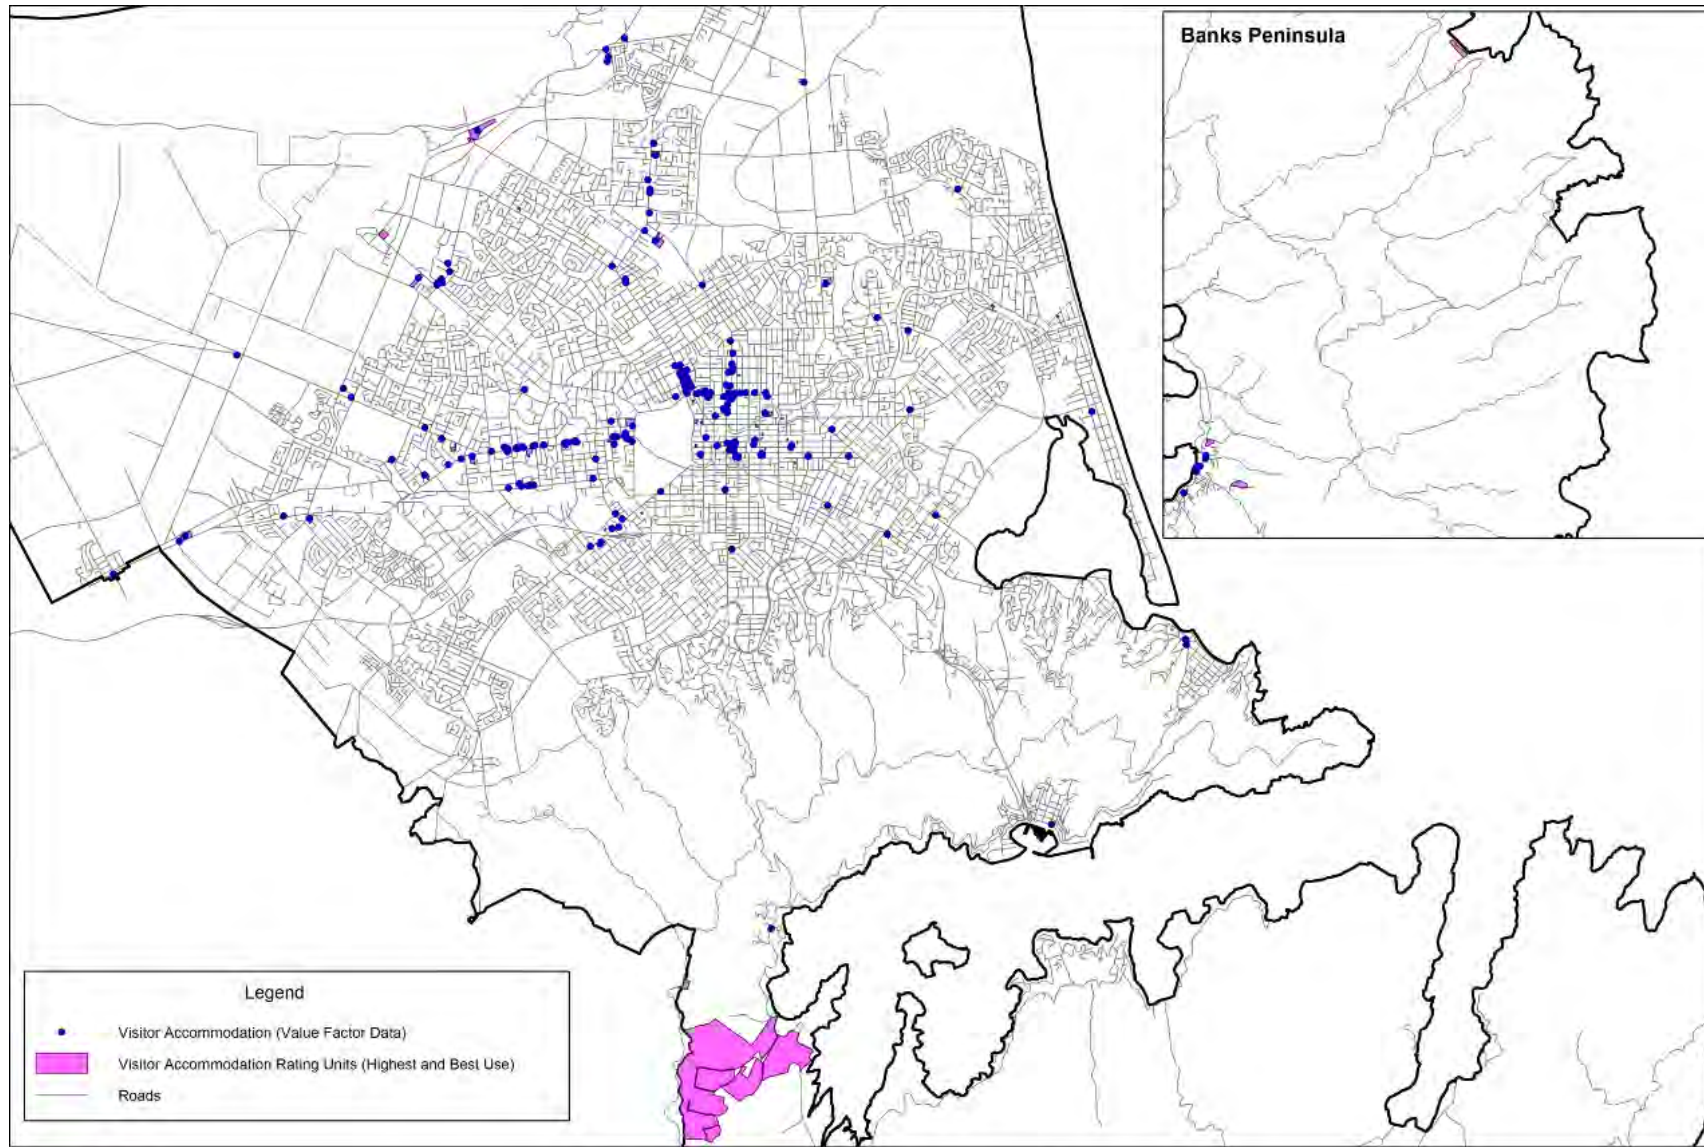 Banks Peninsula
Legend
Visitor Accommodation (Value Factor Data)
Visitor Accommodation Rating Units (Highest and Best Use)
Roads